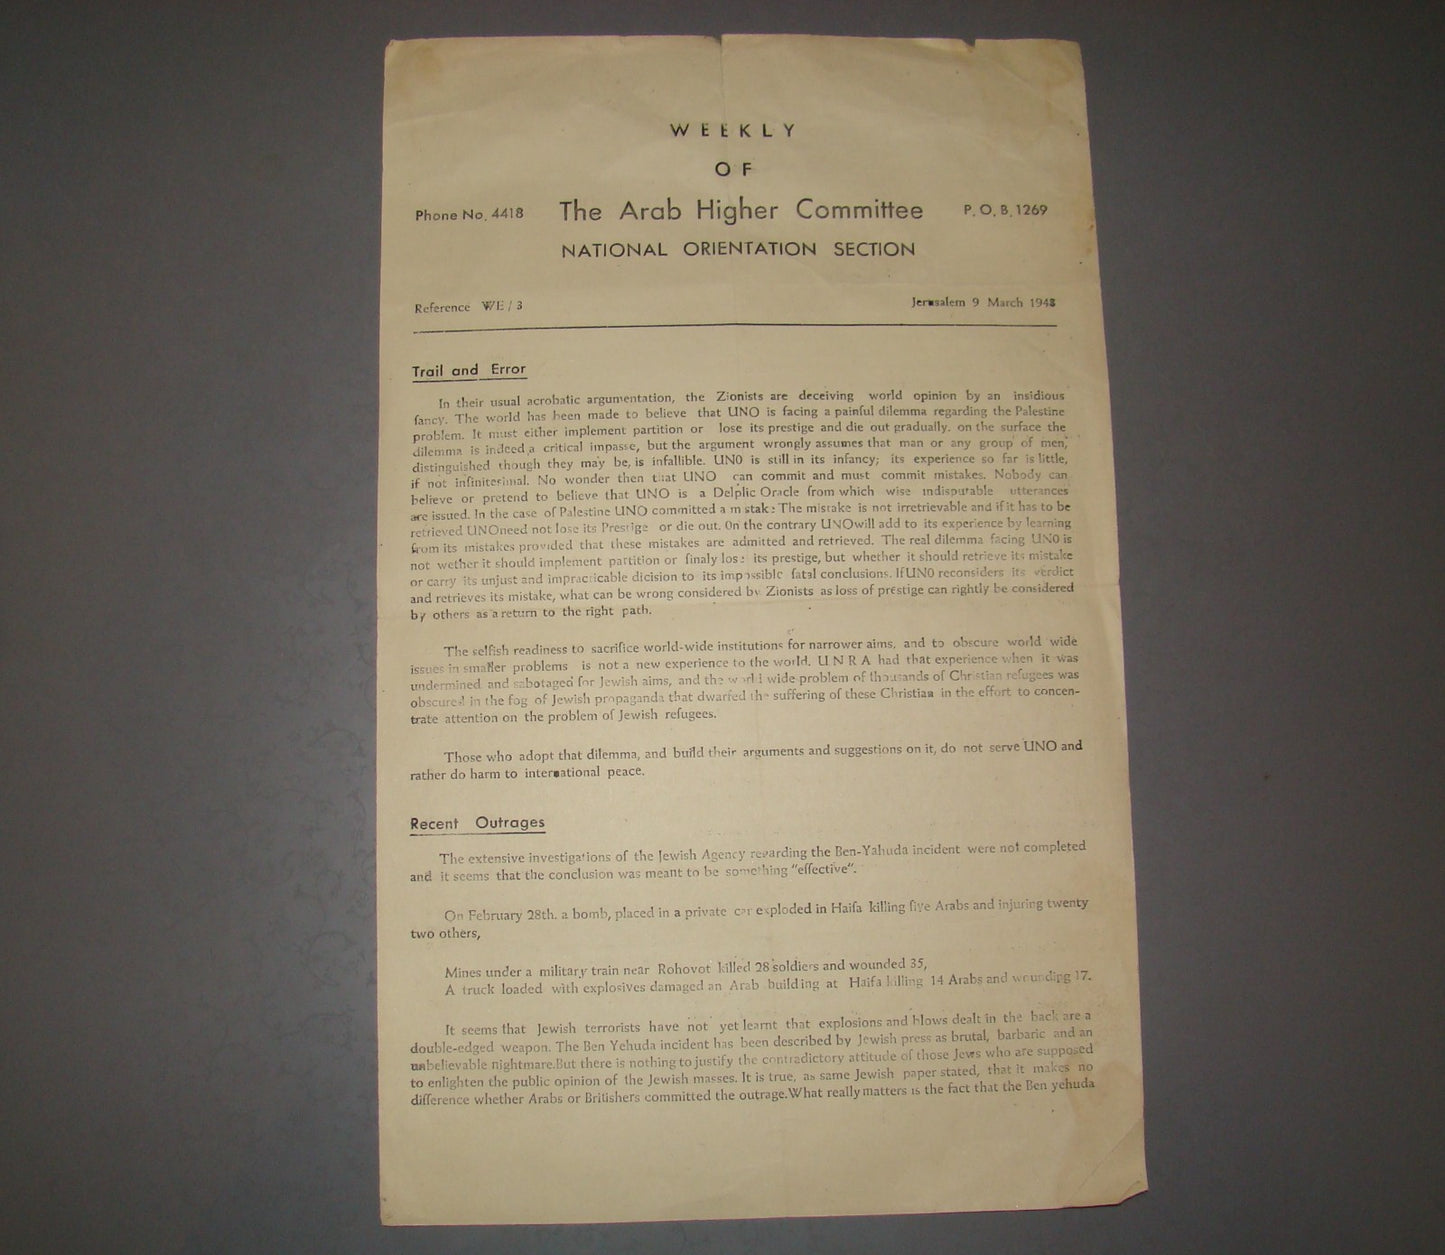 WEEKLY
OF
Phone No. 4418 The Arab Higher Committee P. O. B. 1269
NATIONAL ORIENTATION SECTION
Reference WE / 3 Jerusalem 9 March 1948
Trail and Error
In their usual acrobatic argumentation, the Zionists are deceiving world opinion by an insidious
fancy. The world has been made to believe that UNO is facing a painful dilemma regarding the Palestine
problem. It must either implement partition or lose its prestige and die out gradually. on the surface the
dilemma is indeed a critical impasse, but the argument wrongly assumes that man or any group of men,
distinguished though they may be, is infallible. UNO is still in its infancy; its experience so far is little,
if not infinitesimal. No wonder then that UNO can commit and must commit mistakes. Nobody can
believe or pretend to believe that UNO is a Delplic Oracle from which wise indisputable utterances
are issued. In the case of Palestine UNO committed a m stake The mistake is not irretrievable and if it has to be
retrieved UNOneed not lose its Prestige or die out. On the contrary UNOwill add to its experience by learning
from its mistakes provided that these mistakes are admitted and retrieved. The real dilemma facing UNO is
not wether it should implement partition or finaly lose its prestige, but whether it should retrieve its mistake
or carry its unjust and impracticable dicision to its impossible fatal conclusions. If UNO reconsiders its verdict
and retrieves its mistake, what can be wrong considered by Zionists as loss of prestige can rightly be considered
by others as a return to the right path.
The selfish readiness to sacrifice world-wide institutions for narrower aims, and to obscure world wide
issues in smaller problems is not a new experience to the world. U N R A had that experience when it was
undermined and sabotaged for Jewish aims, and the world wide problem of thousands of Christian refugees was
obscured in the fog of Jewish propaganda that dwarfed the suffering of these Christian in the effort to concen-
trate attention on the problem of Jewish refugees.
Those who adopt that dilemma, and build their arguments and suggestions on it, do not serve UNO and
rather do harm to international peace.
Recent Outrages
The extensive investigations of the Jewish Agency regarding the Ben-Yahuda incident were not completed
and it seems that the conclusion was meant to be something "effective".
On February 28th. a bomb, placed in a private car exploded in Haifa killing five Arabs and injuring twenty
two others,
Mines under a military train near Rohovot killed 28 soldiers and wounded 35,
A truck loaded with explosives damaged an Arab building at Haifa killing 14 Arabs and wounding 17.
It seems that Jewish terrorists have not yet learnt that explosions and blows dealt in the back are a
double-edged weapon. The Ben Yehuda incident has been described by Jewish press as brutal, barbaric and an
unbelievable nightmare.But there is nothing to justify the contradictory attitude of those Jews who are supposed
to enlighten the public opinion of the Jewish masses. It is true, as same Jewish paper stated, that it makes no
difference whether Arabs or Britishers committed the outrage.What really matters is the fact that the Ben yehuda